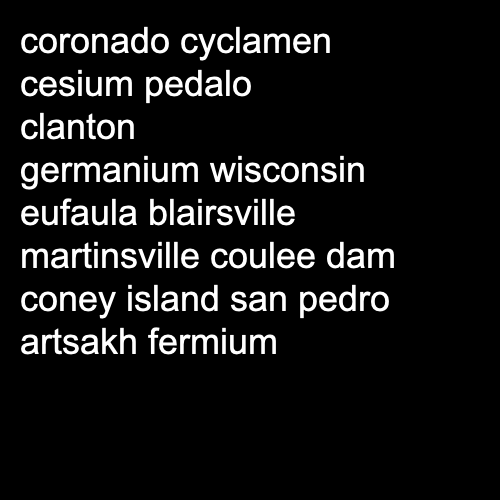 coronado cyclamen
cesium pedalo
clanton
germanium wisconsin
eufaula blairsville
martinsville coulee dam
coney island san pedro
artsakh fermium